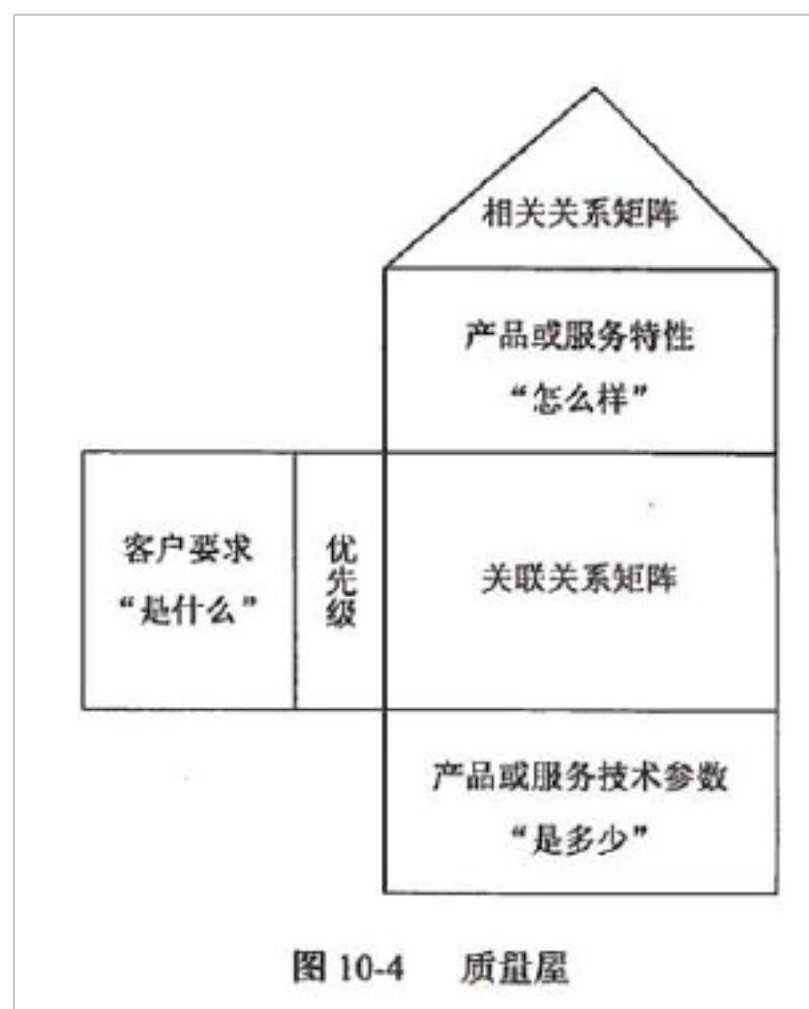 相关关系矩阵
产品或服务特性
“怎么样”
客户要求
“是什么”
优先级
关联关系矩阵
产品或服务技术参数
“是多少”
图 10-4 质量屋